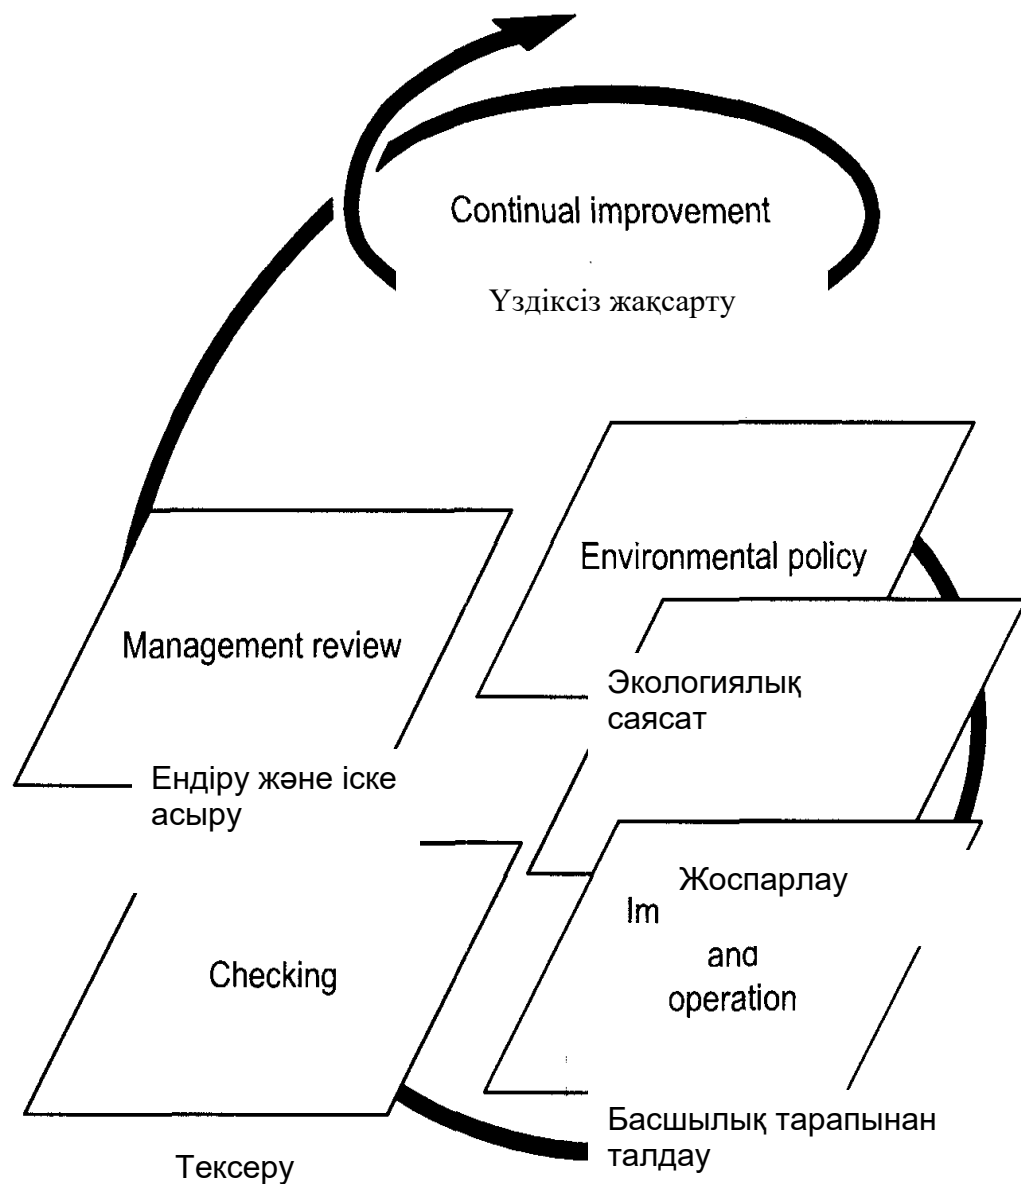 Continual improvement
Үздіксіз жақсарту
Environmental policy
Management review
Экологиялық
саясат
Ендіру және іске
асыру
Жоспарлау
Im
and
operation
Checking
Басшылық тарапынан
талдау
Тексеру